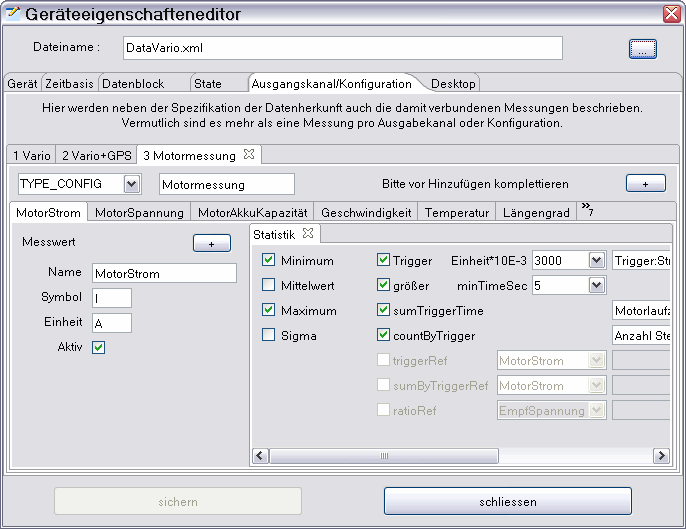 Geräteeigenschafteneditor
Dateiname : DataVario.xml ...
Gerät Zeitbasis Datenblock State Ausgangskanal/Konfiguration Desktop
Hier werden neben der Spezifikation der Datenherkunft auch die damit verbundenen Messungen beschrieben.
Vermutlich sind es mehr als eine Messung pro Ausgabekanal oder Konfiguration.
1 Vario 2 Vario+GPS 3 Motormessung
TYPE_CONFIG Motormessung Bitte vor Hinzufügen komplettieren +
MotorStrom MotorSpannung MotorAkkuKapazität Geschwindigkeit Temperatur Längengrad »7
Messwert +
Name MotorStrom
Symbol I
Einheit A
Aktiv
Statistik
Minimum Trigger Einheit*10E-3 3000 Trigger:Str
Mittelwert größer minTimeSec 5
Maximum sumTriggerTime Motorlaufz
Sigma countByTrigger Anzahl Ste
triggerRef MotorStrom
sumByTriggerRef MotorStrom
ratioRef EmpfSpannung
sichern schliessen